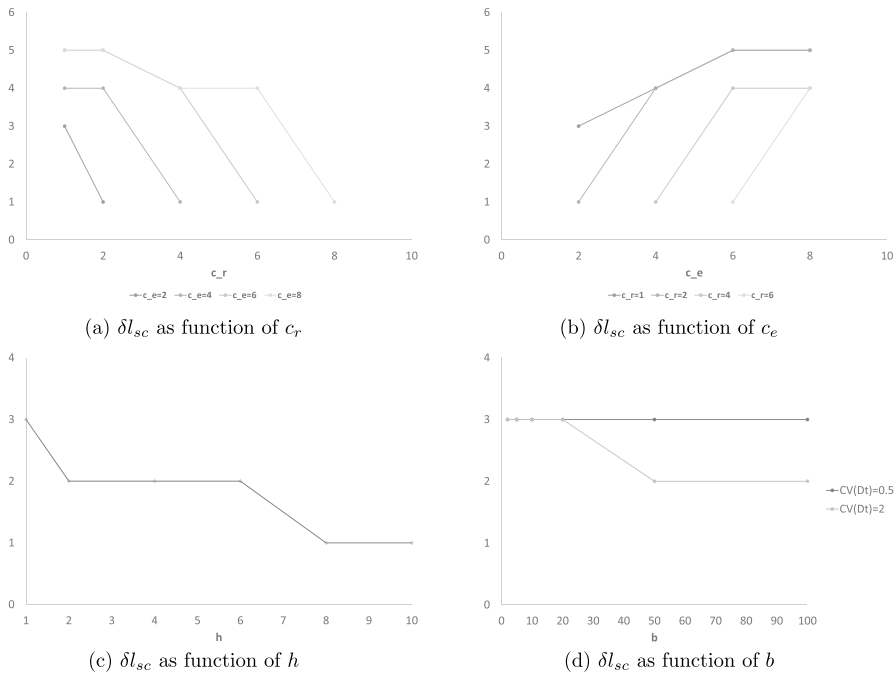 6
5
4
3
2
1
0
0 2 4 6 8 10
c_r
c_e=2 c_e=4 c_e=6 c_e=8
(a) δl_sc as function of c_r
6
5
4
3
2
1
0
0 2 4 6 8 10
c_e
c_r=1 c_r=2 c_r=4 c_r=6
(b) δl_sc as function of c_e
4
3
2
1
0
1 2 3 4 5 6 7 8 9 10
h
(c) δl_sc as function of h
4
3
2
1
0
0 10 20 30 40 50 60 70 80 90 100
b
CV(Dt)=0.5
CV(Dt)=2
(d) δl_sc as function of b